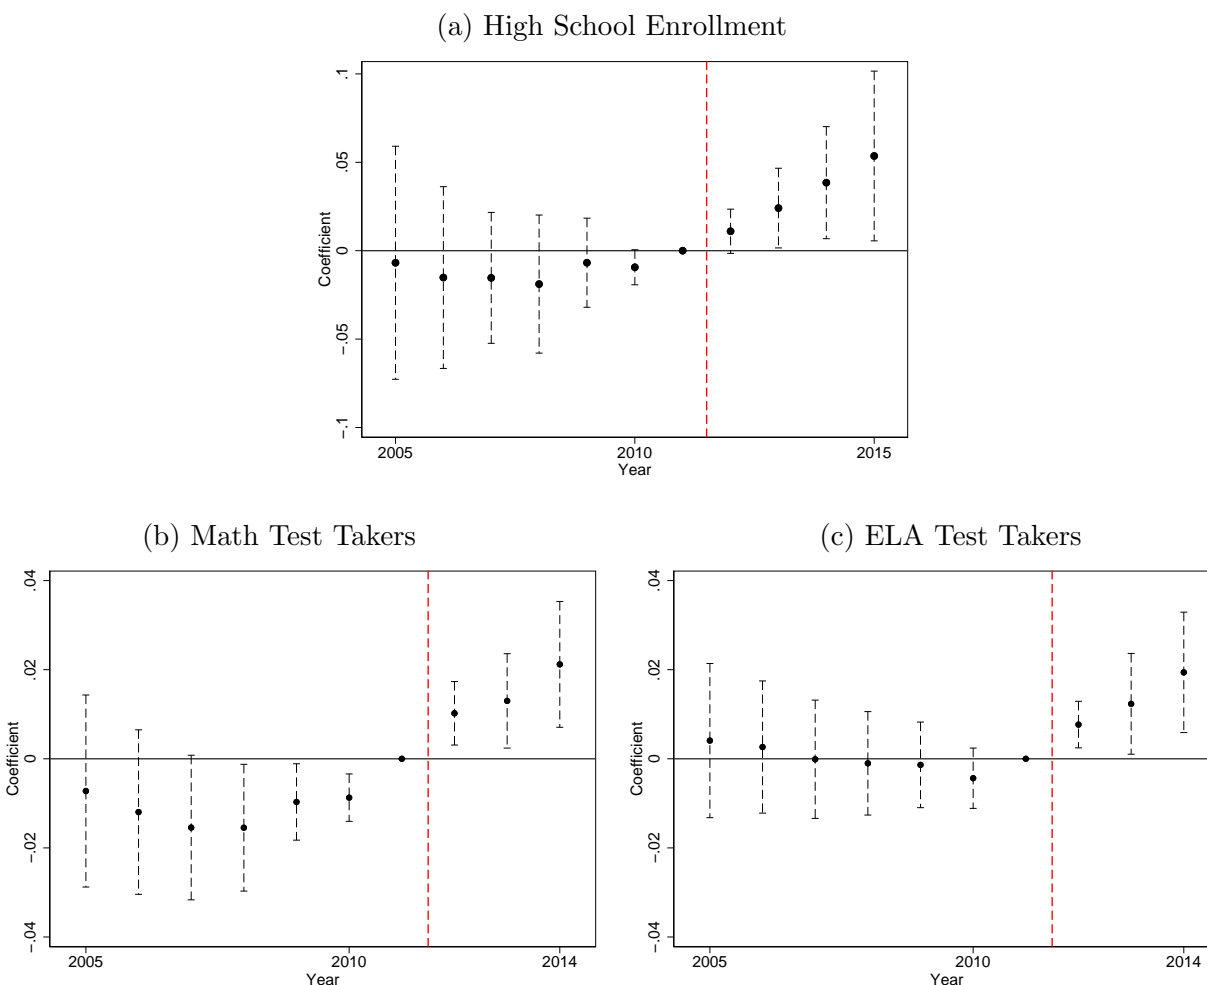 (a) High School Enrollment
.1
.05
0
-.05
-.1
Coefficient
2005 2010 2015
Year
(b) Math Test Takers
.04
.02
0
-.02
-.04
Coefficient
2005 2010 2014
Year
(c) ELA Test Takers
.04
.02
0
-.02
-.04
Coefficient
2005 2010 2014
Year